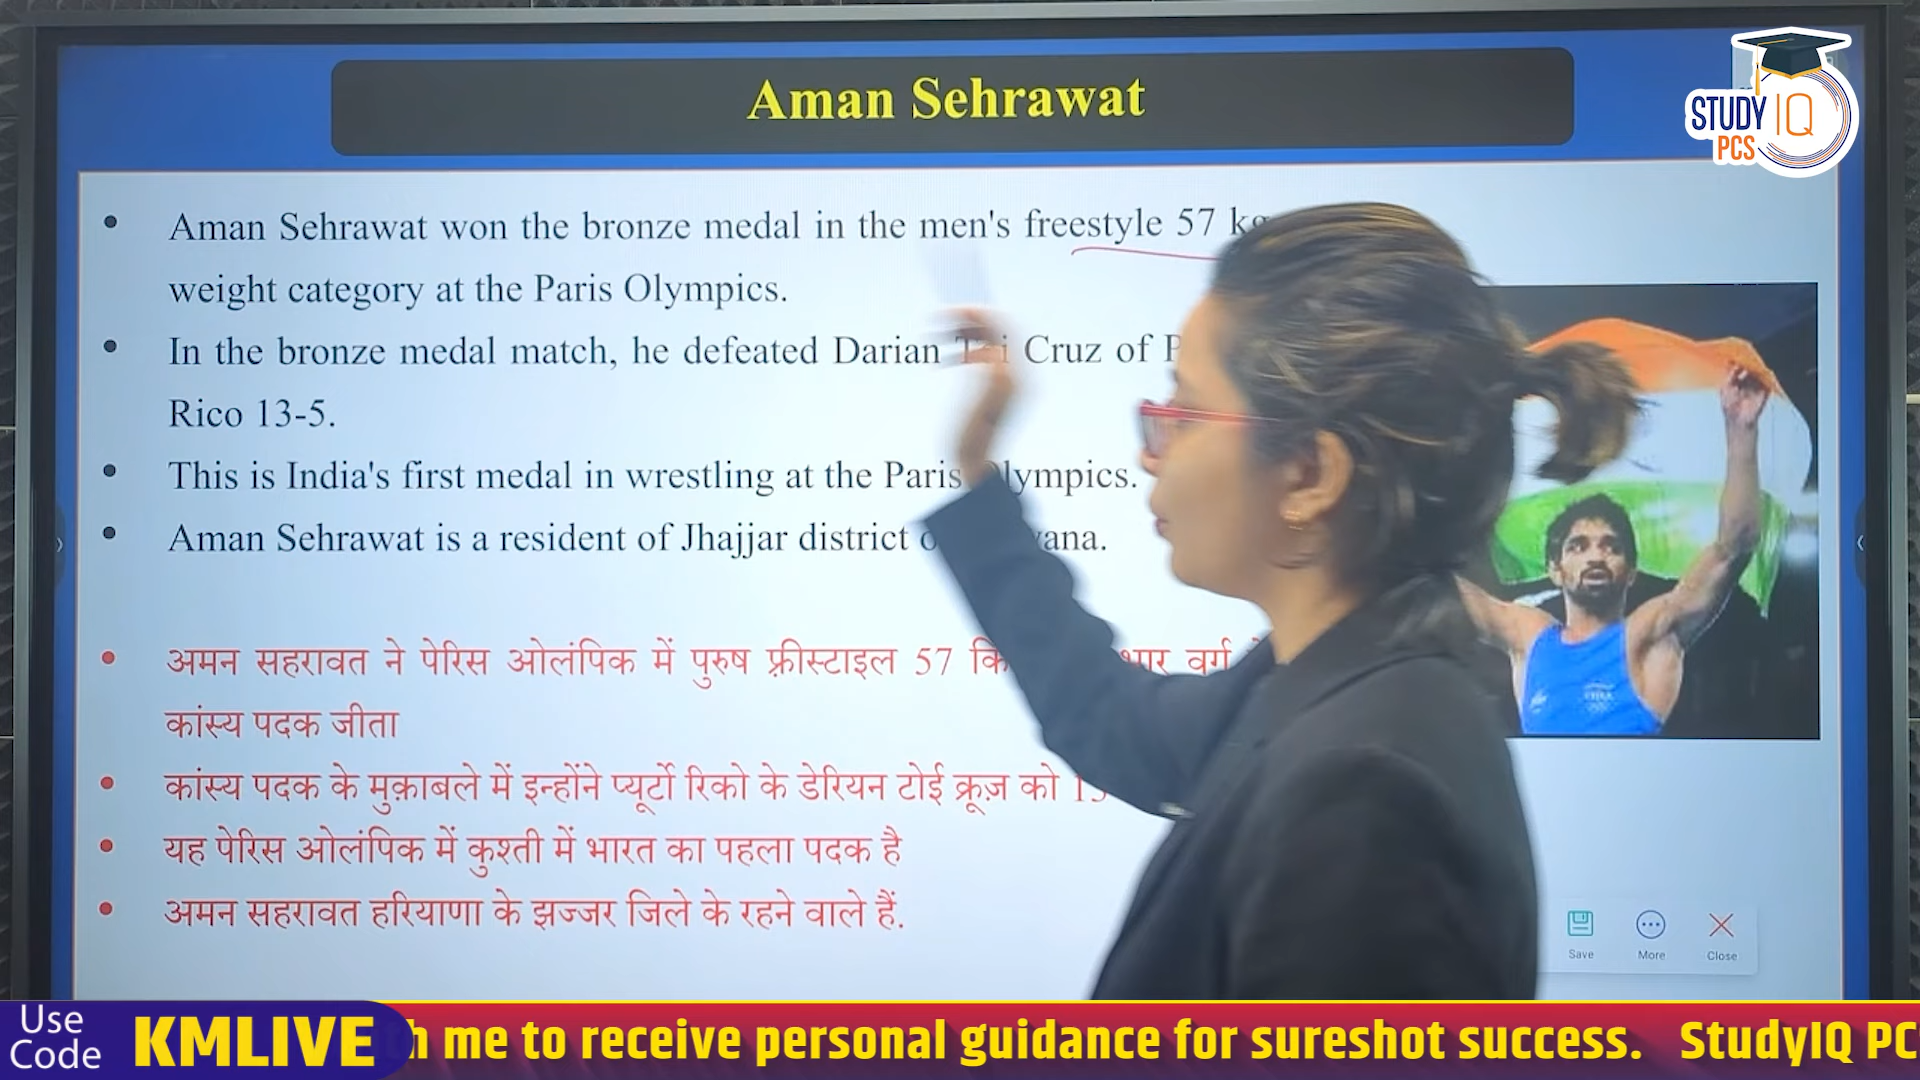 Aman Sehrawat
STUDY IQ
PCS
• Aman Sehrawat won the bronze medal in the men's freestyle 57 kg
weight category at the Paris Olympics.
• In the bronze medal match, he defeated Darian Cruz of
Rico 13-5.
• This is India's first medal in wrestling at the Paris Olympics.
• Aman Sehrawat is a resident of Jhajjar district
• अमन सहरावत ने पेरिस ओलंपिक में पुरुष फ़्रीस्टाइल 57 भार वर्ग
कांस्य पदक जीता
• कांस्य पदक के मुक़ाबले में इन्होंने प्यूर्टो रिको के डेरियन टोई क्रूज़ को
• यह पेरिस ओलंपिक में कुश्ती में भारत का पहला पदक है
• अमन सहरावत हरियाणा के झज्जर जिले के रहने वाले हैं.
Save More Close
Use
Code
KMLIVE
me to receive personal guidance for sureshot success. StudyIQ PC